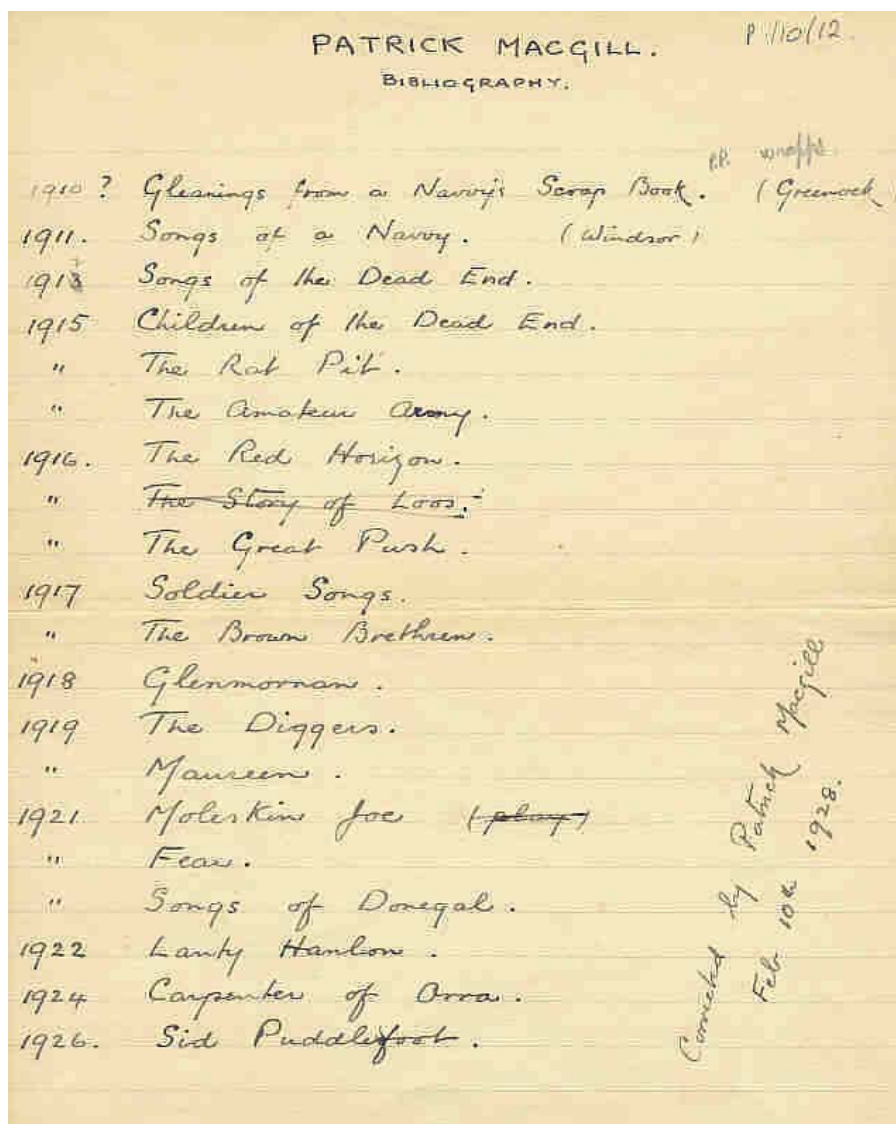 PATRICK MACGILL.
P /10/12.
BIBLIOGRAPHY.
P.P. wrapps.
1910 ? Gleanings from a Navvy's Scrap Book. (Greenock)
1911. Songs of a Navvy. (Windsor)
1913 Songs of the Dead End.
1915 Children of the Dead End.
" The Rat Pit.
" The Amateur Army.
1916. The Red Horizon.
" The Story of Loos.
" The Great Push.
1917 Soldier Songs.
" The Brown Brethren.
1918 Glenmornan.
1919 The Diggers.
" Maureen.
1921 Moleskin Joe (play)
" Fear.
" Songs of Donegal.
1922 Lanty Hanlon.
1924 Carpenter of Orra.
1926. Sid Puddlefoot.
Corrected by Patrick Macgill
Feb 10th 1928.